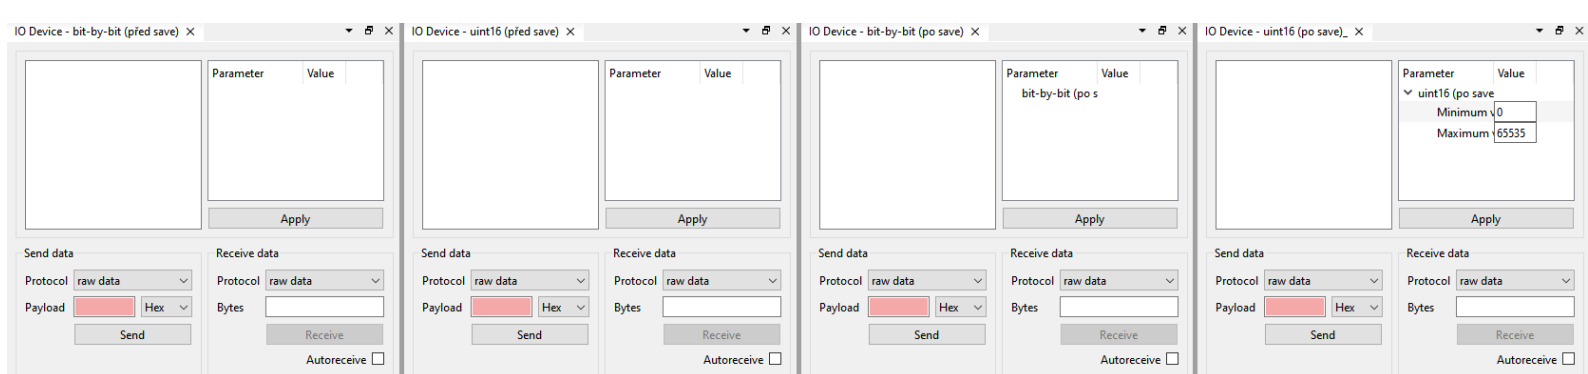 IO Device - bit-by-bit (před save)
Parameter Value
Apply
Send data
Receive data
Protocol raw data
Protocol raw data
Payload Hex
Bytes
Send
Receive
Autoreceive
IO Device - uint16 (před save)
Parameter Value
Apply
Send data
Receive data
Protocol raw data
Protocol raw data
Payload Hex
Bytes
Send
Receive
Autoreceive
IO Device - bit-by-bit (po save)
Parameter Value
bit-by-bit (po s
Apply
Send data
Receive data
Protocol raw data
Protocol raw data
Payload Hex
Bytes
Send
Receive
Autoreceive
IO Device - uint16 (po save)_
Parameter Value
uint16 (po save
Minimum v 0
Maximum v 65535
Apply
Send data
Receive data
Protocol raw data
Protocol raw data
Payload Hex
Bytes
Send
Receive
Autoreceive